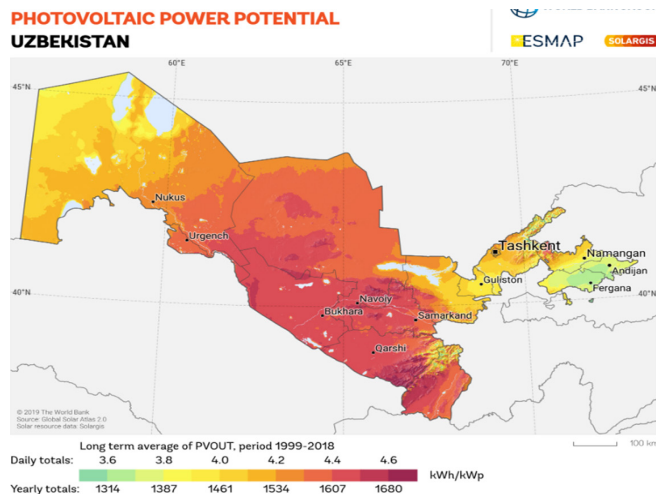 PHOTOVOLTAIC POWER POTENTIAL
UZBEKISTAN
ESMAP
SOLARGIS
60°E
65°E
70°E
45°N
45°N
Nukus
Urgench
Tashkent
Namangan
Andijan
Guliston
Fergana
40°N
40°N
Navoiy
Bukhara
Samarkand
Qarshi
© 2019 The World Bank
Source: Global Solar Atlas 2.0
Solar resource data: Solargis
100 km
Long term average of PVOUT, period 1999-2018
Daily totals: 3.6 3.8 4.0 4.2 4.4 4.6
kWh/kWp
Yearly totals: 1314 1387 1461 1534 1607 1680